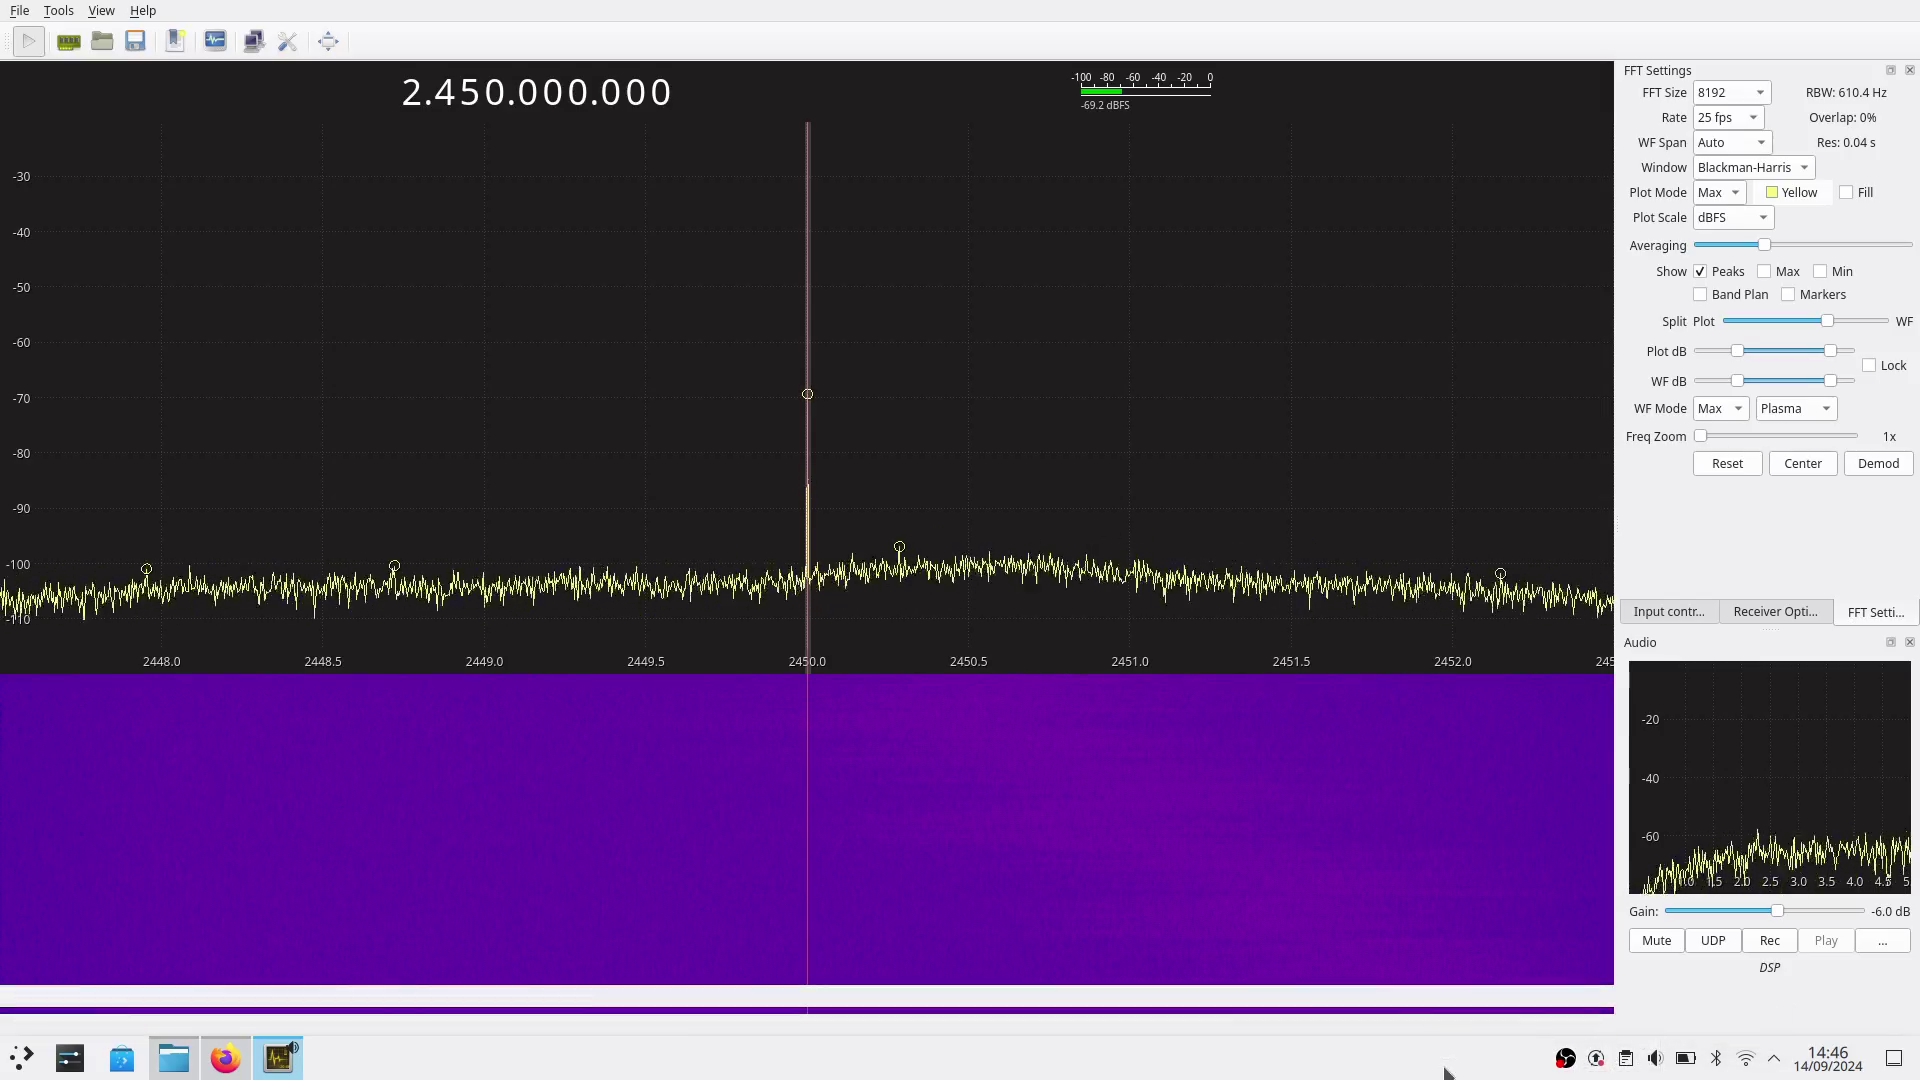 File Tools View Help
2.450.000.000
-100 -80 -60 -40 -20 0
-69.2 dBFS
-30
-40
-50
-60
-70
-80
-90
-100
-110
2448.0 2448.5 2449.0 2449.5 2450.0 2450.5 2451.0 2451.5 2452.0 245
FFT Settings
FFT Size 8192 RBW: 610.4 Hz
Rate 25 fps Overlap: 0%
WF Span Auto Res: 0.04 s
Window Blackman-Harris
Plot Mode Max Yellow Fill
Plot Scale dBFS
Averaging
Show Peaks Max Min
Band Plan Markers
Split Plot WF
Plot dB
Lock
WF dB
WF Mode Max Plasma
Freq Zoom 1x
Reset Center Demod
Input contr... Receiver Opti... FFT Setti...
Audio
-20
-40
-60
1.0 1.5 2.0 2.5 3.0 3.5 4.0 4.5 5
Gain: -6.0 dB
Mute UDP Rec Play ...
DSP
14:46
14/09/2024